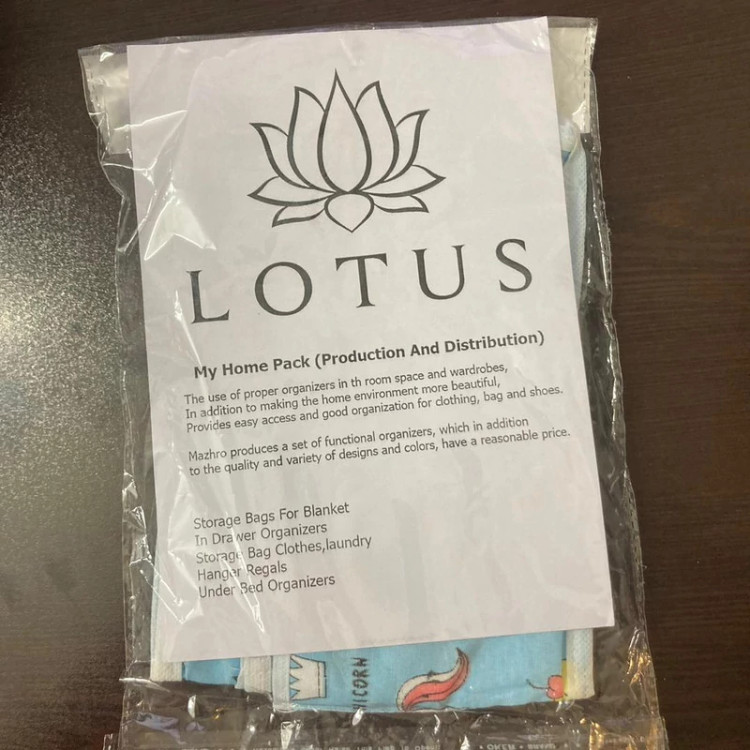 LOTUS
My Home Pack (Production And Distribution)
The use of proper organizers in th room space and wardrobes,
In addition to making the home environment more beautiful,
Provides easy access and good organization for clothing, bag and shoes.
Mazhro produces a set of functional organizers, which in addition
to the quality and variety of designs and colors, have a reasonable price.
Storage Bags For Blanket
In Drawer Organizers
Storage Bag Clothes,laundry
Hanger Regals
Under Bed Organizers
NICORN